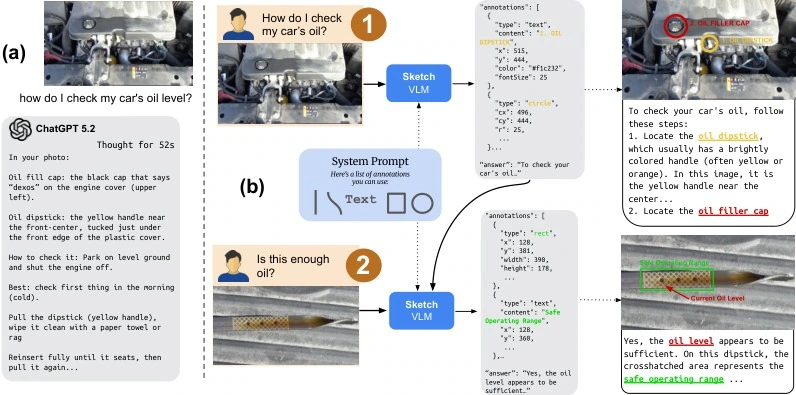 (a)
how do I check my car's oil level?
ChatGPT 5.2
Thought for 52s
In your photo:
Oil fill cap: the black cap that says
"dexos" on the engine cover (upper
left).
Oil dipstick: the yellow handle near
the front-center, tucked just under
the front edge of the plastic cover.
How to check it: Park on level ground
and shut the engine off.
Best: check first thing in the morning
(cold).
Pull the dipstick (yellow handle),
wipe it clean with a paper towel or
rag
Reinsert fully until it seats, then
pull it again...
(b)
How do I check
my car's oil?
1
Sketch
VLM
System Prompt
Here's a list of annotations
you can use:
Text
"annotations": [
{
"type": "text",
"content": "1. OIL
DIPSTICK",
"x": 515,
"y": 444,
"color": "#f1c232",
"fontSize": 25
},
{
"type": "circle",
"cx": 496,
"cy": 444,
"r": 25,
...
}...
"answer": "To check your
car's oil…"
2. OIL FILLER CAP
1. OIL DIPSTICK
To check your car's oil, follow
these steps:
1. Locate the oil dipstick,
which usually has a brightly
colored handle (often yellow or
orange). In this image, it is
the yellow handle near the
center...
2. Locate the oil filler cap
Is this enough
oil?
2
Sketch
VLM
"annotations": [
{
"type": "rect",
"x": 128,
"y": 381,
"width": 390,
"height": 178,
...
},
{
"type": "text",
"content": "Safe
Operating Range",
"x": 128,
"y": 360,
...
},…
"answer": "Yes, the oil
level appears to be
sufficient…"
Safe Operating Range
Current Oil Level
Yes, the oil level appears to be
sufficient. On this dipstick, the
crosshatched area represents the
safe operating range ...